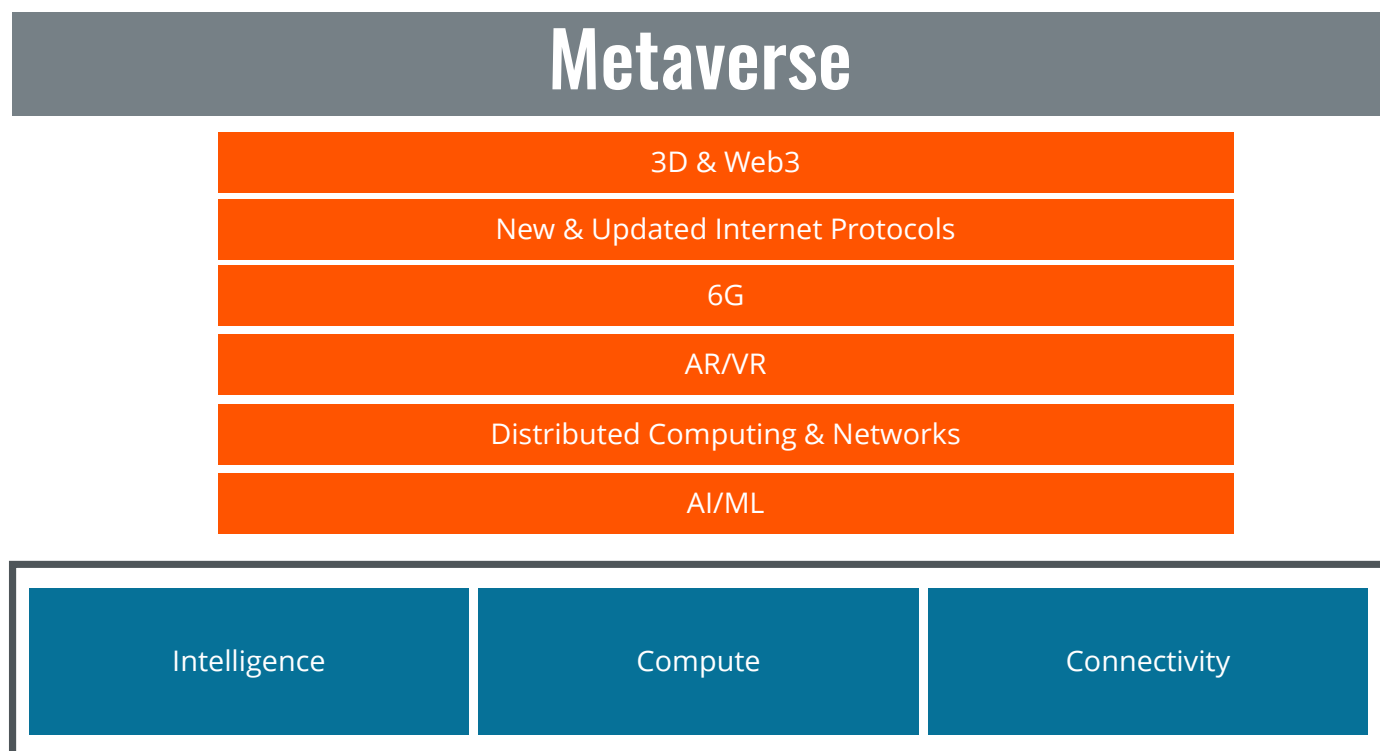 Metaverse
3D & Web3
New & Updated Internet Protocols
6G
AR/VR
Distributed Computing & Networks
AI/ML
Intelligence
Compute
Connectivity